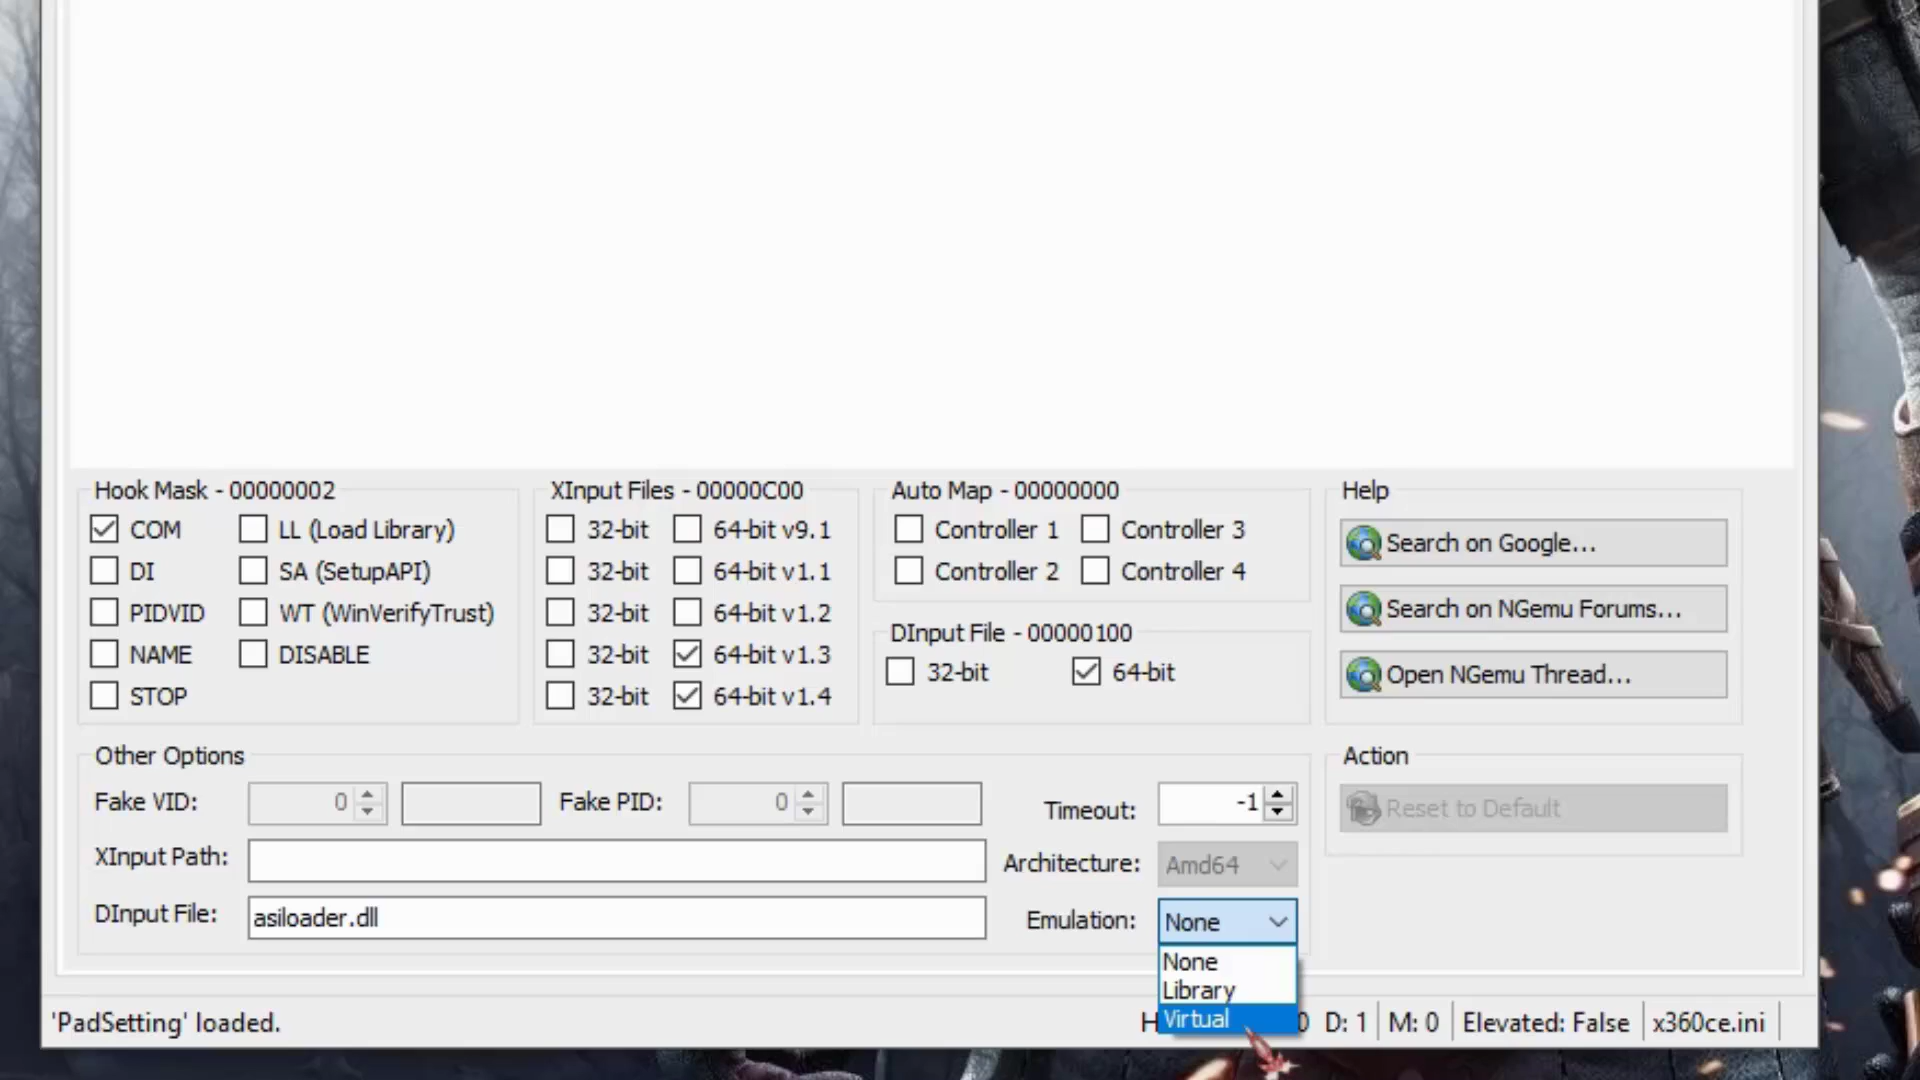 Hook Mask - 00000002
COM
LL (Load Library)
DI
SA (SetupAPI)
PIDVID
WT (WinVerifyTrust)
NAME
DISABLE
STOP
XInput Files - 00000C00
32-bit
64-bit v9.1
32-bit
64-bit v1.1
32-bit
64-bit v1.2
32-bit
64-bit v1.3
32-bit
64-bit v1.4
Auto Map - 00000000
Controller 1
Controller 3
Controller 2
Controller 4
DInput File - 00000100
32-bit
64-bit
Help
Search on Google...
Search on NGemu Forums...
Open NGemu Thread...
Other Options
Fake VID:
0
Fake PID:
0
Timeout:
-1
XInput Path:
Architecture:
Amd64
DInput File:
asiloader.dll
Emulation:
None
None
Library
Virtual
Action
Reset to Default
'PadSetting' loaded.
H
0
D: 1
M: 0
Elevated: False
x360ce.ini